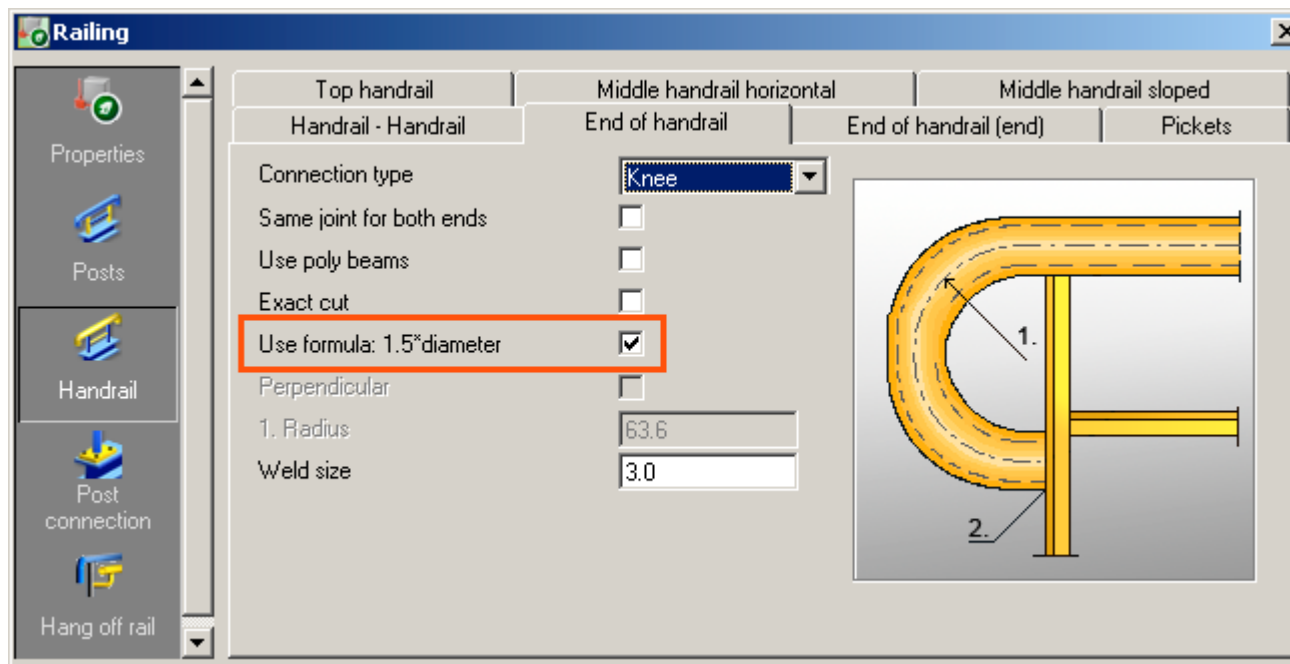 Railing
Properties
Posts
Handrail
Post
connection
Hang off rail
Top handrail
Middle handrail horizontal
Middle handrail sloped
Handrail - Handrail
End of handrail
End of handrail (end)
Pickets
Connection type
Knee
Same joint for both ends
Use poly beams
Exact cut
Use formula: 1.5*diameter
Perpendicular
1. Radius
63.6
Weld size
3.0
1.
2.